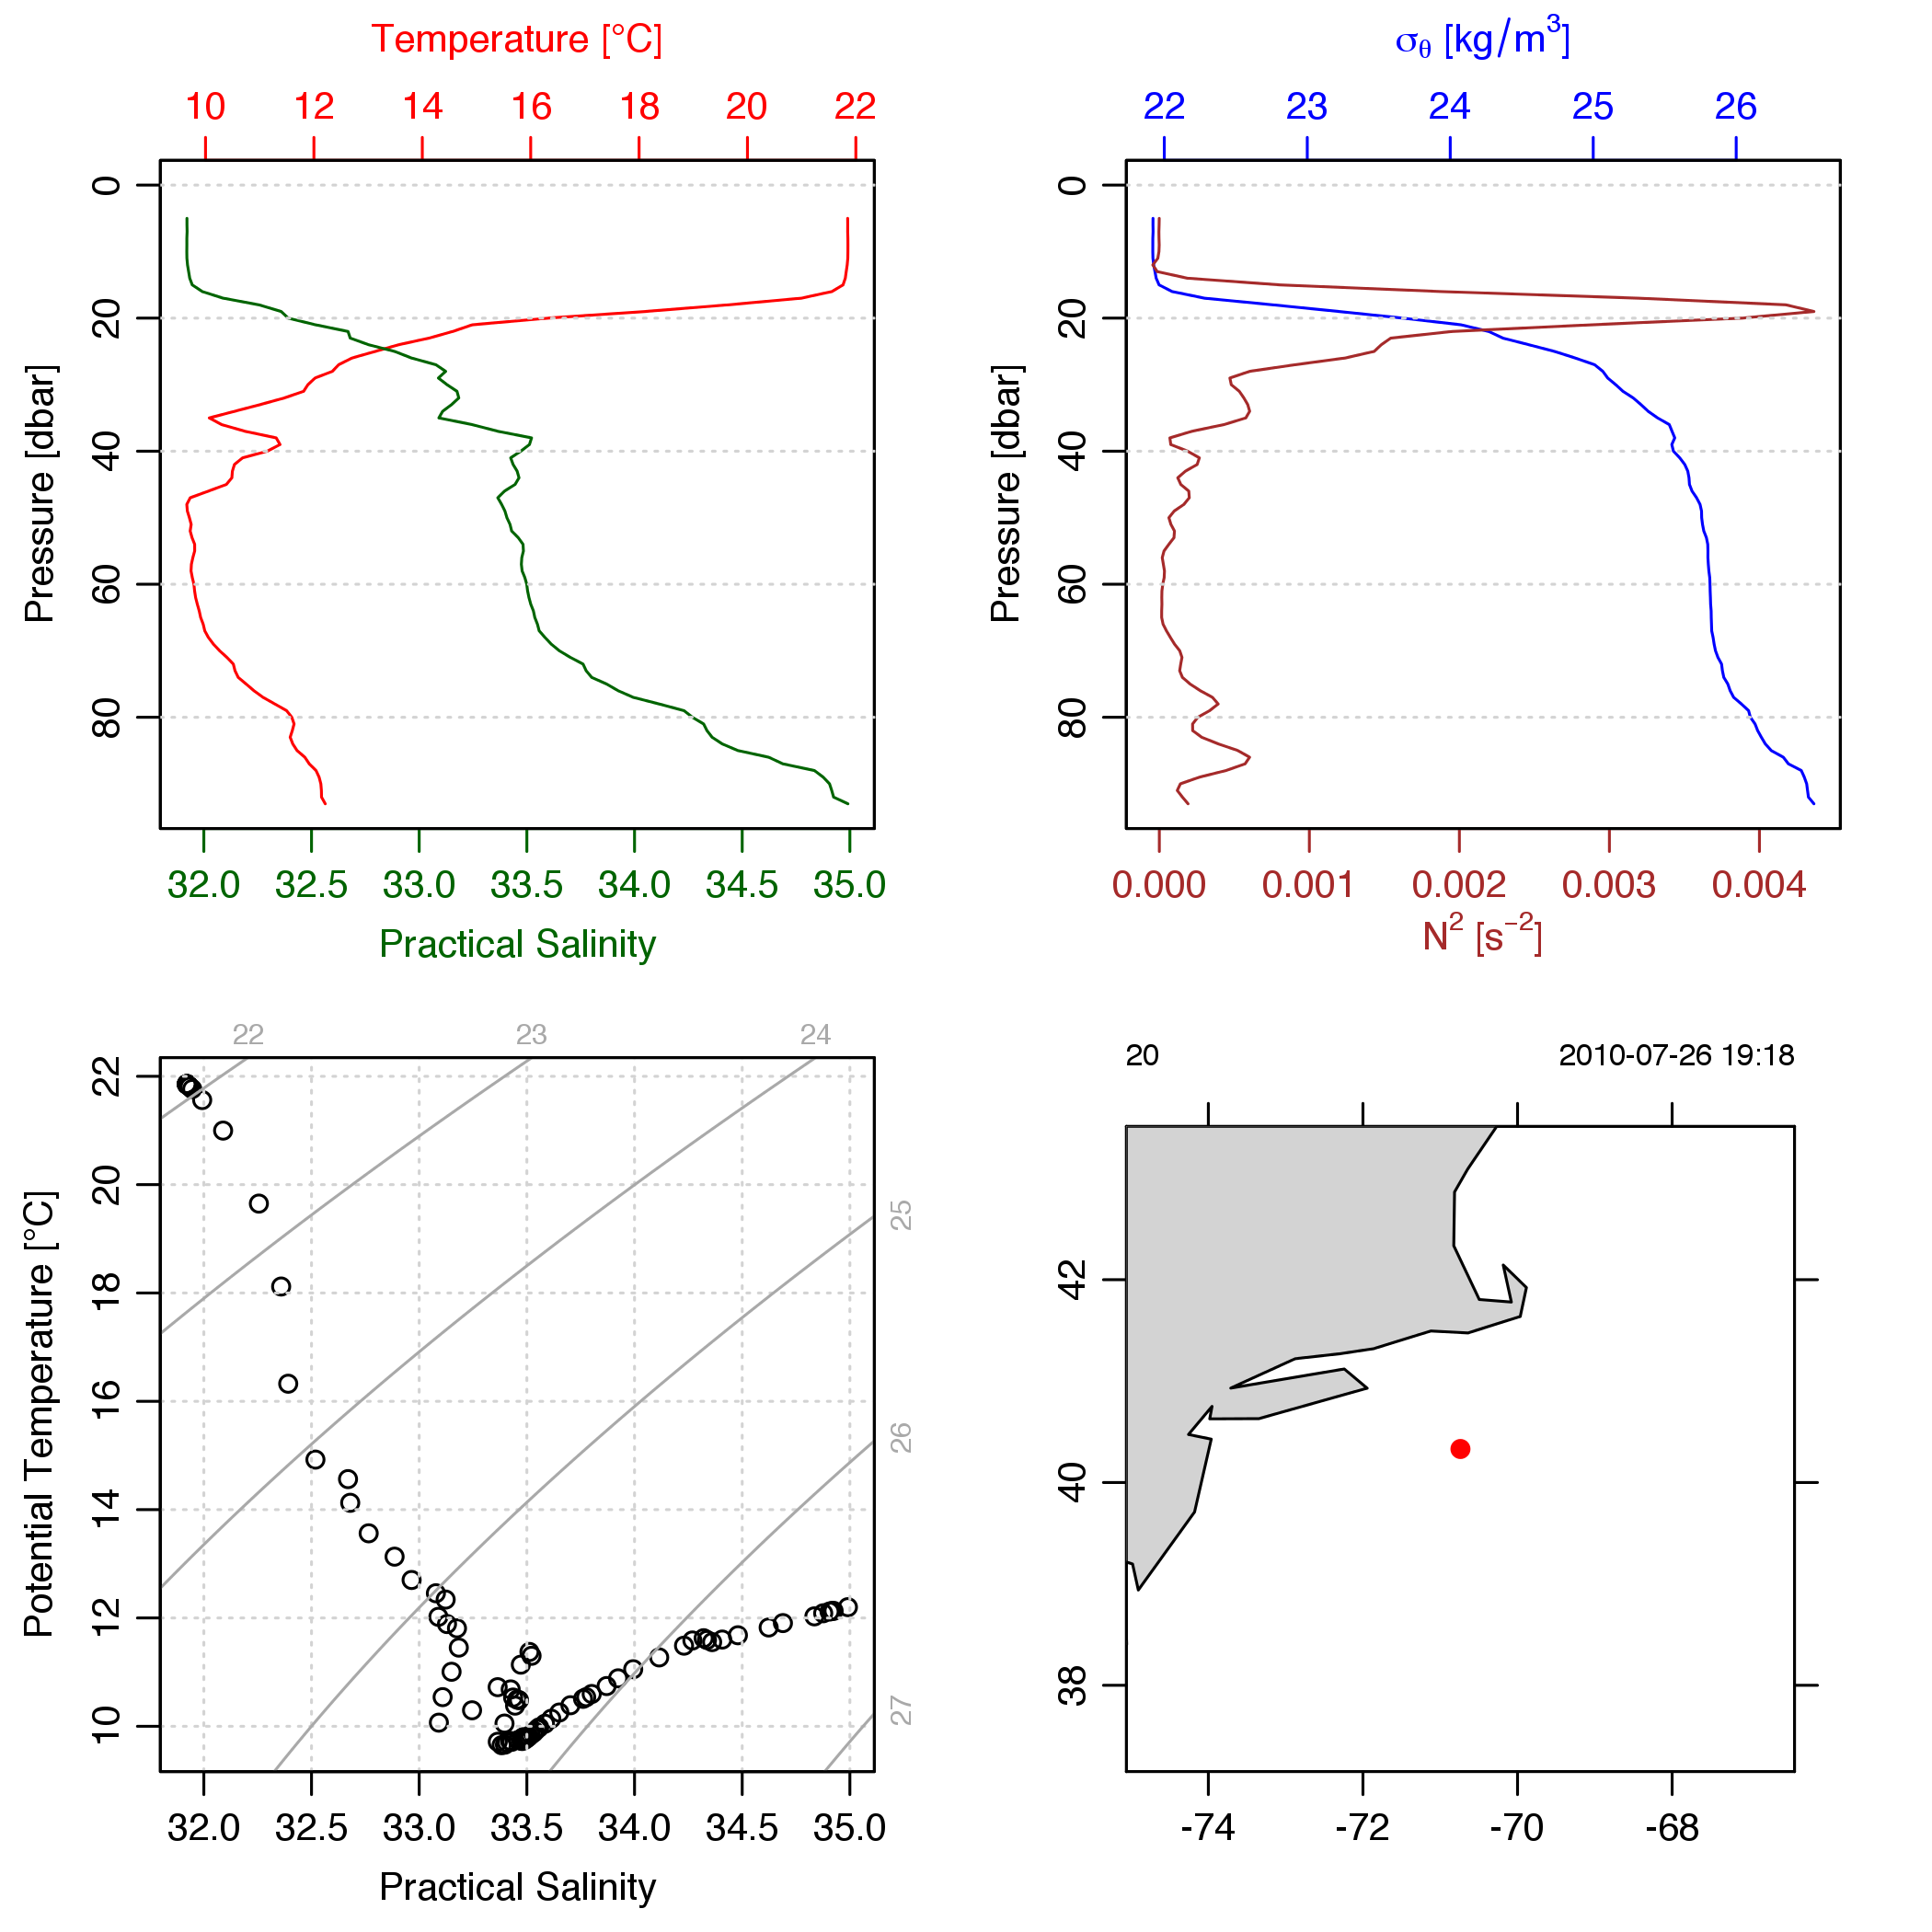 Temperature [°C]
10 12 14 16 18 20 22
0
20
40
60
80
Pressure [dbar]
32.0 32.5 33.0 33.5 34.0 34.5 35.0
Practical Salinity
σθ [kg/m³]
22 23 24 25 26
0
20
40
60
80
Pressure [dbar]
0.000 0.001 0.002 0.003 0.004
N² [s⁻²]
22 23 24
25
26
27
22
20
18
16
14
12
10
Potential Temperature [°C]
32.0 32.5 33.0 33.5 34.0 34.5 35.0
Practical Salinity
20 2010-07-26 19:18
42
40
38
-74 -72 -70 -68